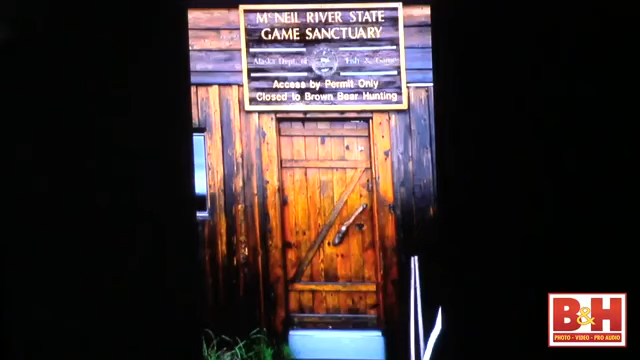 McNEIL RIVER STATE
GAME SANCTUARY
Alaska Dept. of Fish & Game
Access by Permit Only
Closed to Brown Bear Hunting
B&H
PHOTO - VIDEO - PRO AUDIO